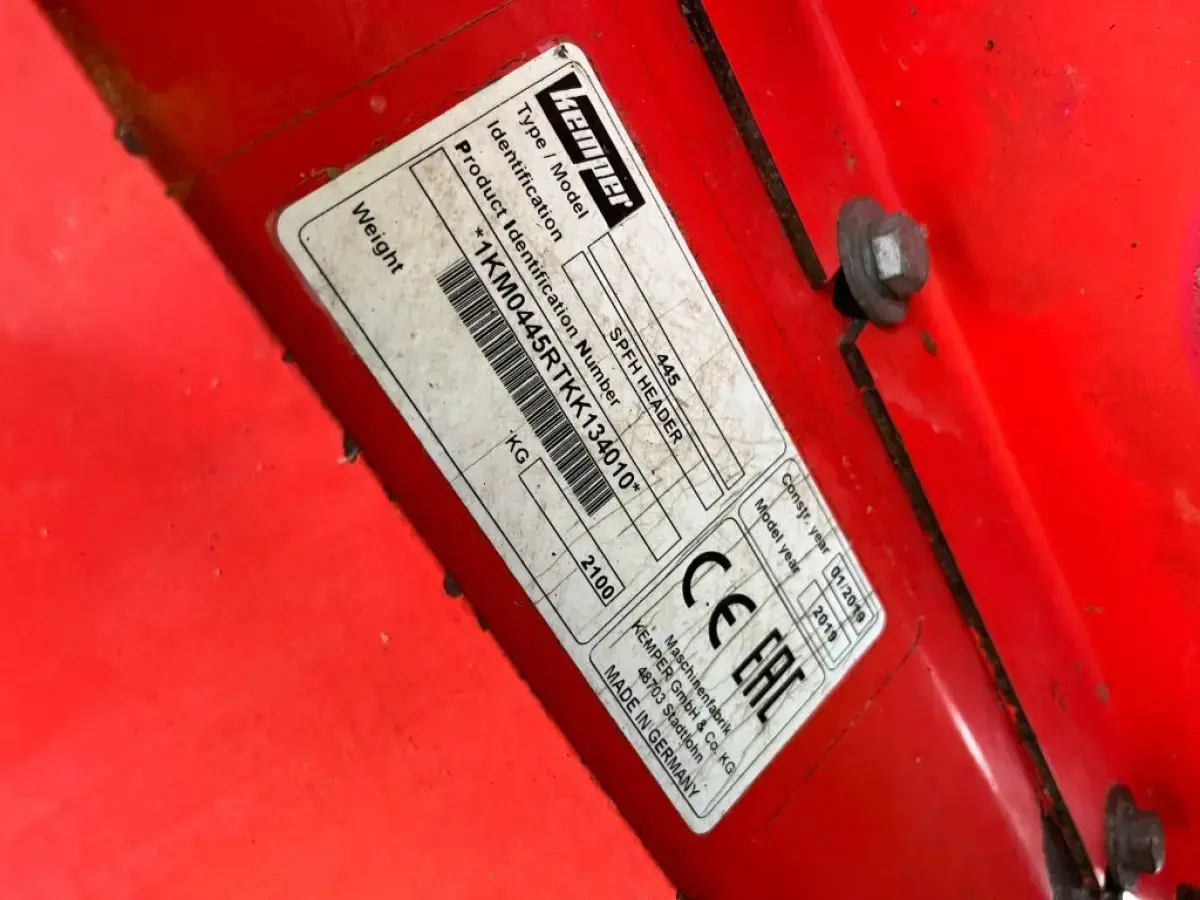 kemper
Type / Model 445
Identification SPFH HEADER
Product Identification Number
*1KM0445RTKK134010*
Weight KG 2100
Constr. year 01/2019
Model year 2019
CE EAC
Maschinenfabrik
KEMPER GmbH & Co. KG
48703 Stadtlohn
MADE IN GERMANY